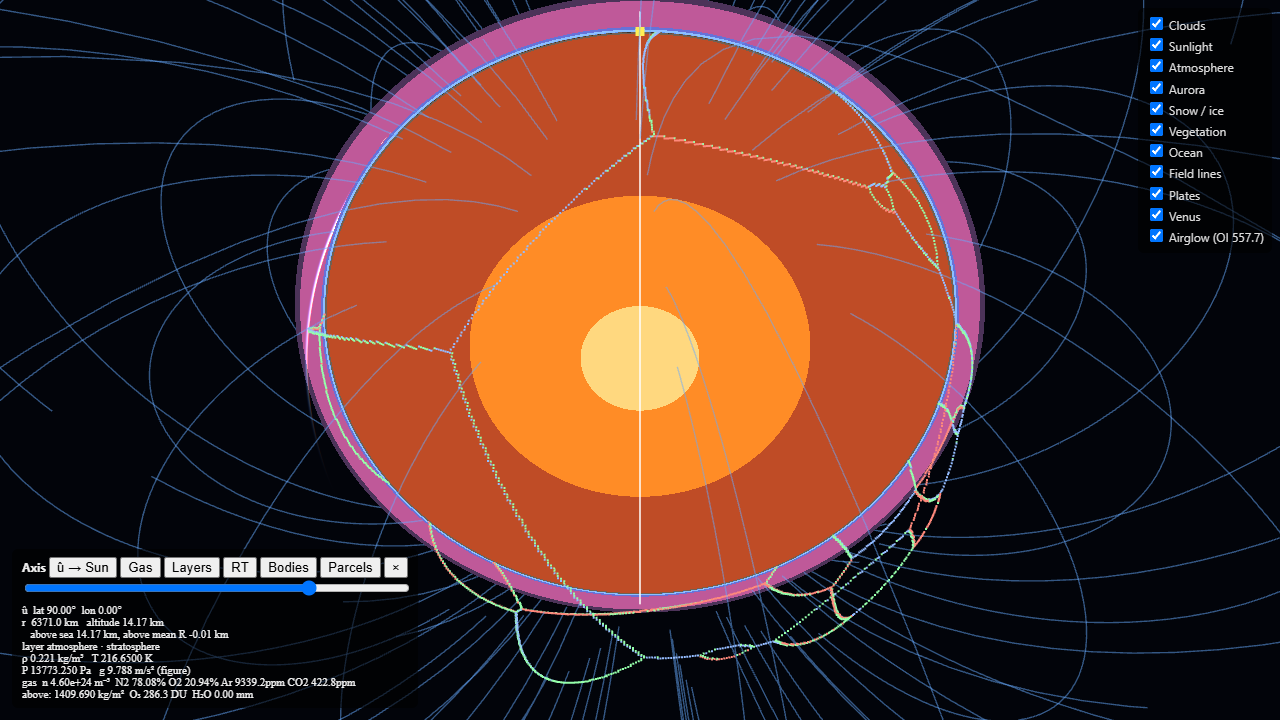 Clouds
Sunlight
Atmosphere
Aurora
Snow / ice
Vegetation
Ocean
Field lines
Plates
Venus
Airglow (OI 557.7)
Axis û → Sun Gas Layers RT Bodies Parcels ×
û lat 90.00° lon 0.00°
r 6371.0 km altitude 14.17 km
above sea 14.17 km, above mean R -0.01 km
layer atmosphere · stratosphere
ρ 0.221 kg/m³ T 216.6500 K
P 13773.250 Pa g 9.788 m/s² (figure)
gas n 4.60e+24 m⁻³ N2 78.08% O2 20.94% Ar 9339.2ppm CO2 422.8ppm
above: 1409.690 kg/m² O₃ 286.3 DU H₂O 0.00 mm